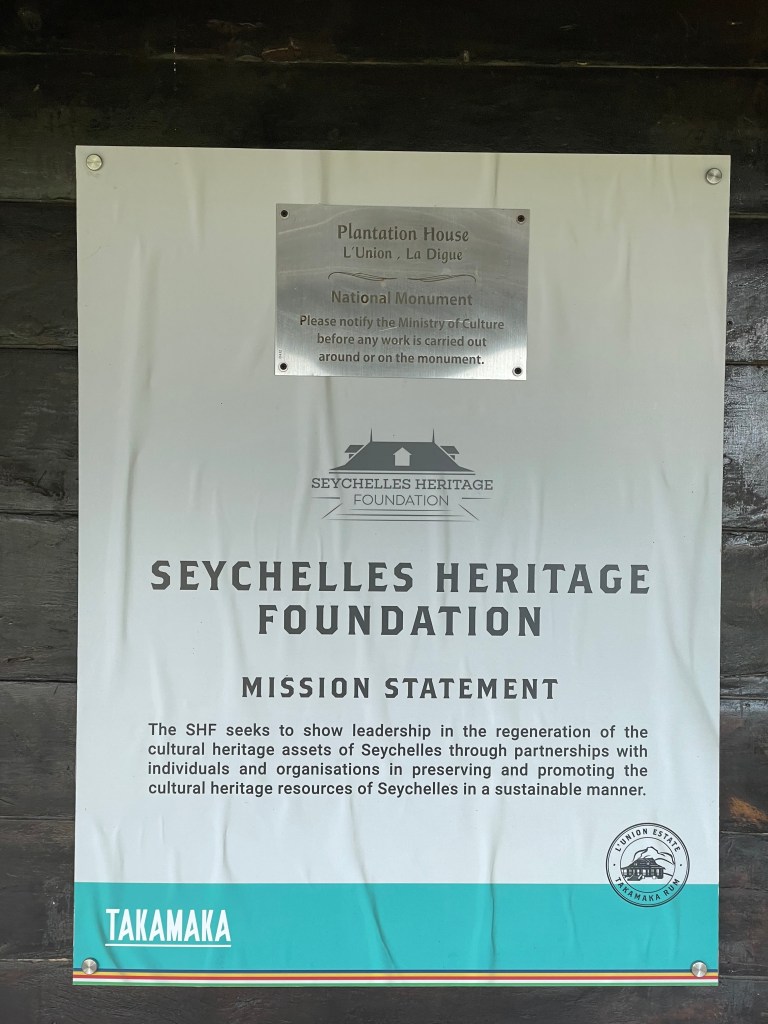 Plantation House
L'Union . La Digue
National Monument
Please notify the Ministry of Culture
before any work is carried out
around or on the monument.
SEYCHELLES HERITAGE
FOUNDATION
SEYCHELLES HERITAGE
FOUNDATION
MISSION STATEMENT
The SHF seeks to show leadership in the regeneration of the
cultural heritage assets of Seychelles through partnerships with
individuals and organisations in preserving and promoting the
cultural heritage resources of Seychelles in a sustainable manner.
L'UNION ESTATE
TAKAMAKA RUM
TAKAMAKA